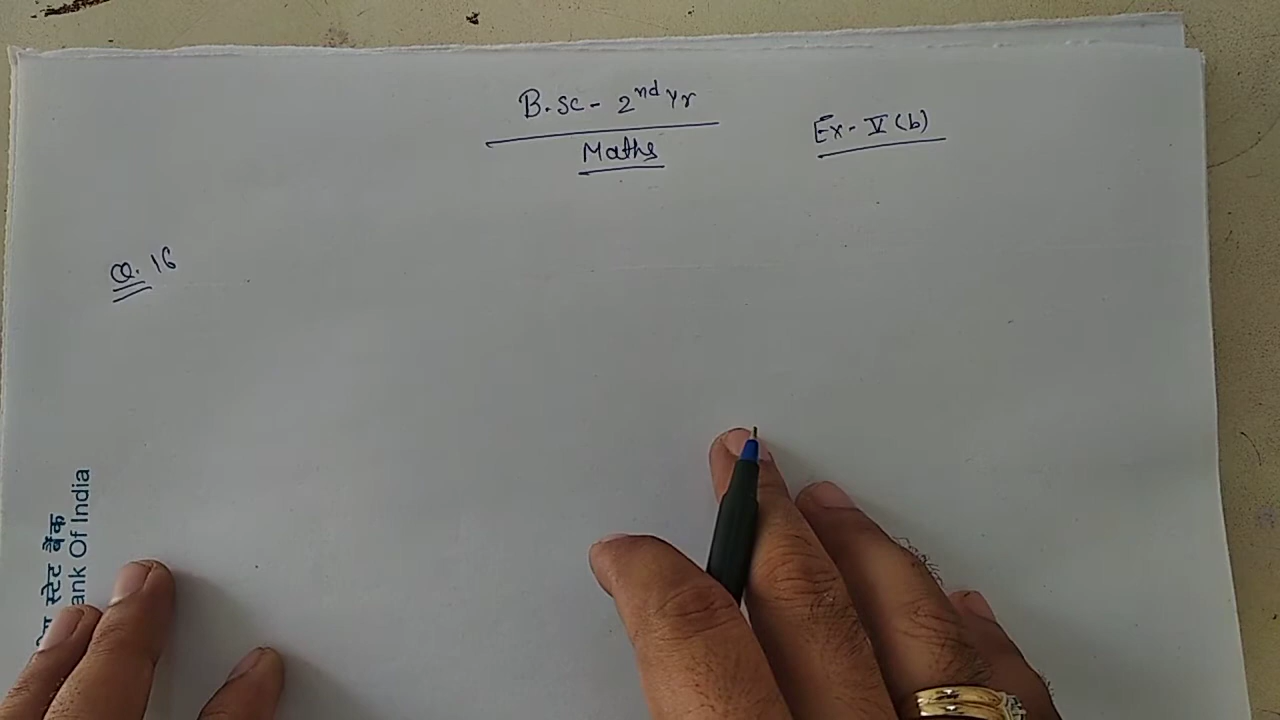 B.Sc - 2nd yr
Maths
Ex - V (b)
Q. 16
स्टेट बैंक
ank Of India